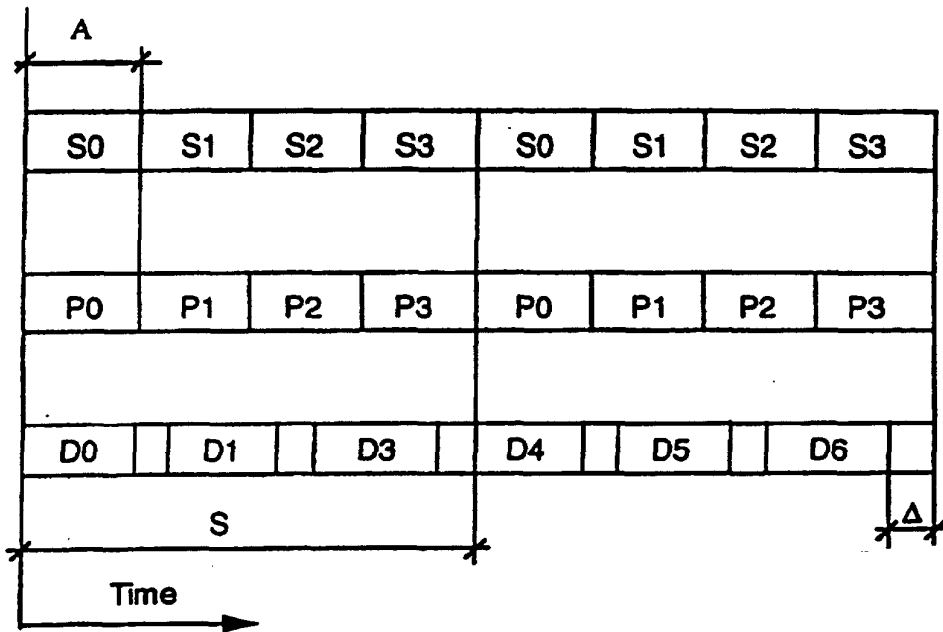 A
S0 S1 S2 S3 S0 S1 S2 S3
P0 P1 P2 P3 P0 P1 P2 P3
D0 D1 D3 D4 D5 D6
S Δ
Time